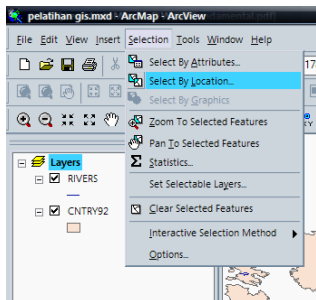 pelatihan gis.mxd - ArcMap - ArcView
File Edit View Insert Selection Tools Window Help
Select By Attributes...
Select By Location...
Select By Graphics
Zoom To Selected Features
Pan To Selected Features
Statistics...
Set Selectable Layers...
Clear Selected Features
Interactive Selection Method
Options...
Layers
RIVERS
CNTRY92